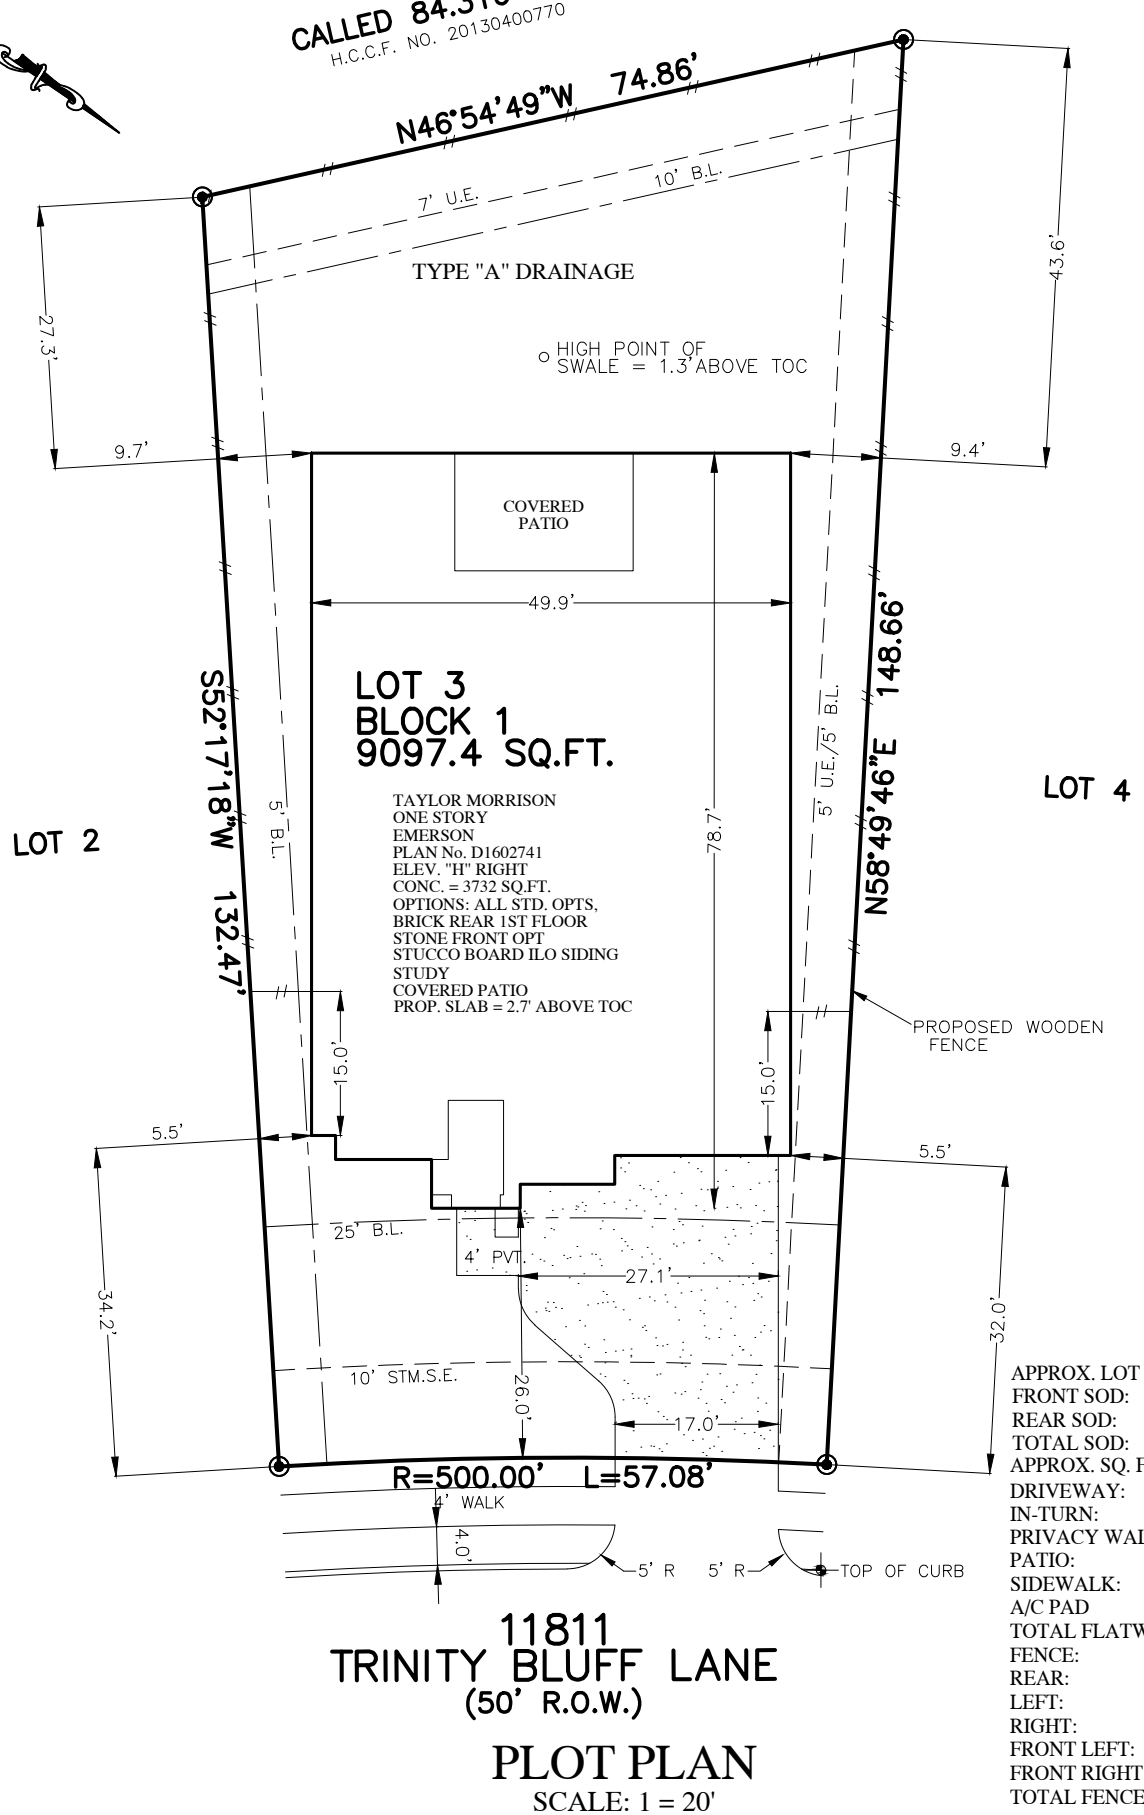 CALLED 84.
H.C.C.F. NO. 20130400770
N46°54'49"W 74.86'
7' U.E.
10' B.L.
TYPE "A" DRAINAGE
27.3'
43.6'
HIGH POINT OF
SWALE = 1.3' ABOVE TOC
9.7'
9.4'
COVERED
PATIO
49.9'
S52°17'18"W 132.47'
N58°49'46"E 148.66'
5' B.L.
5' U.E./5' B.L.
78.7'
LOT 3
BLOCK 1
9097.4 SQ.FT.
LOT 2
LOT 4
TAYLOR MORRISON
ONE STORY
EMERSON
PLAN No. D1602741
ELEV. "H" RIGHT
CONC. = 3732 SQ.FT.
OPTIONS: ALL STD. OPTS,
BRICK REAR 1ST FLOOR
STONE FRONT OPT
STUCCO BOARD ILO SIDING
STUDY
COVERED PATIO
PROP. SLAB = 2.7' ABOVE TOC
PROPOSED WOODEN
FENCE
15.0'
15.0'
5.5'
5.5'
25' B.L.
4' PVT
27.1'
34.2'
32.0'
10' STM.S.E.
26.0'
17.0'
R=500.00' L=57.08'
4' WALK
4.0'
5' R
5' R
TOP OF CURB
11811
TRINITY BLUFF LANE
(50' R.O.W.)
PLOT PLAN
SCALE: 1 = 20'
APPROX. LOT
FRONT SOD:
REAR SOD:
TOTAL SOD:
APPROX. SQ. F
DRIVEWAY:
IN-TURN:
PRIVACY WAL
PATIO:
SIDEWALK:
A/C PAD
TOTAL FLATW
FENCE:
REAR:
LEFT:
RIGHT:
FRONT LEFT:
FRONT RIGHT
TOTAL FENCE